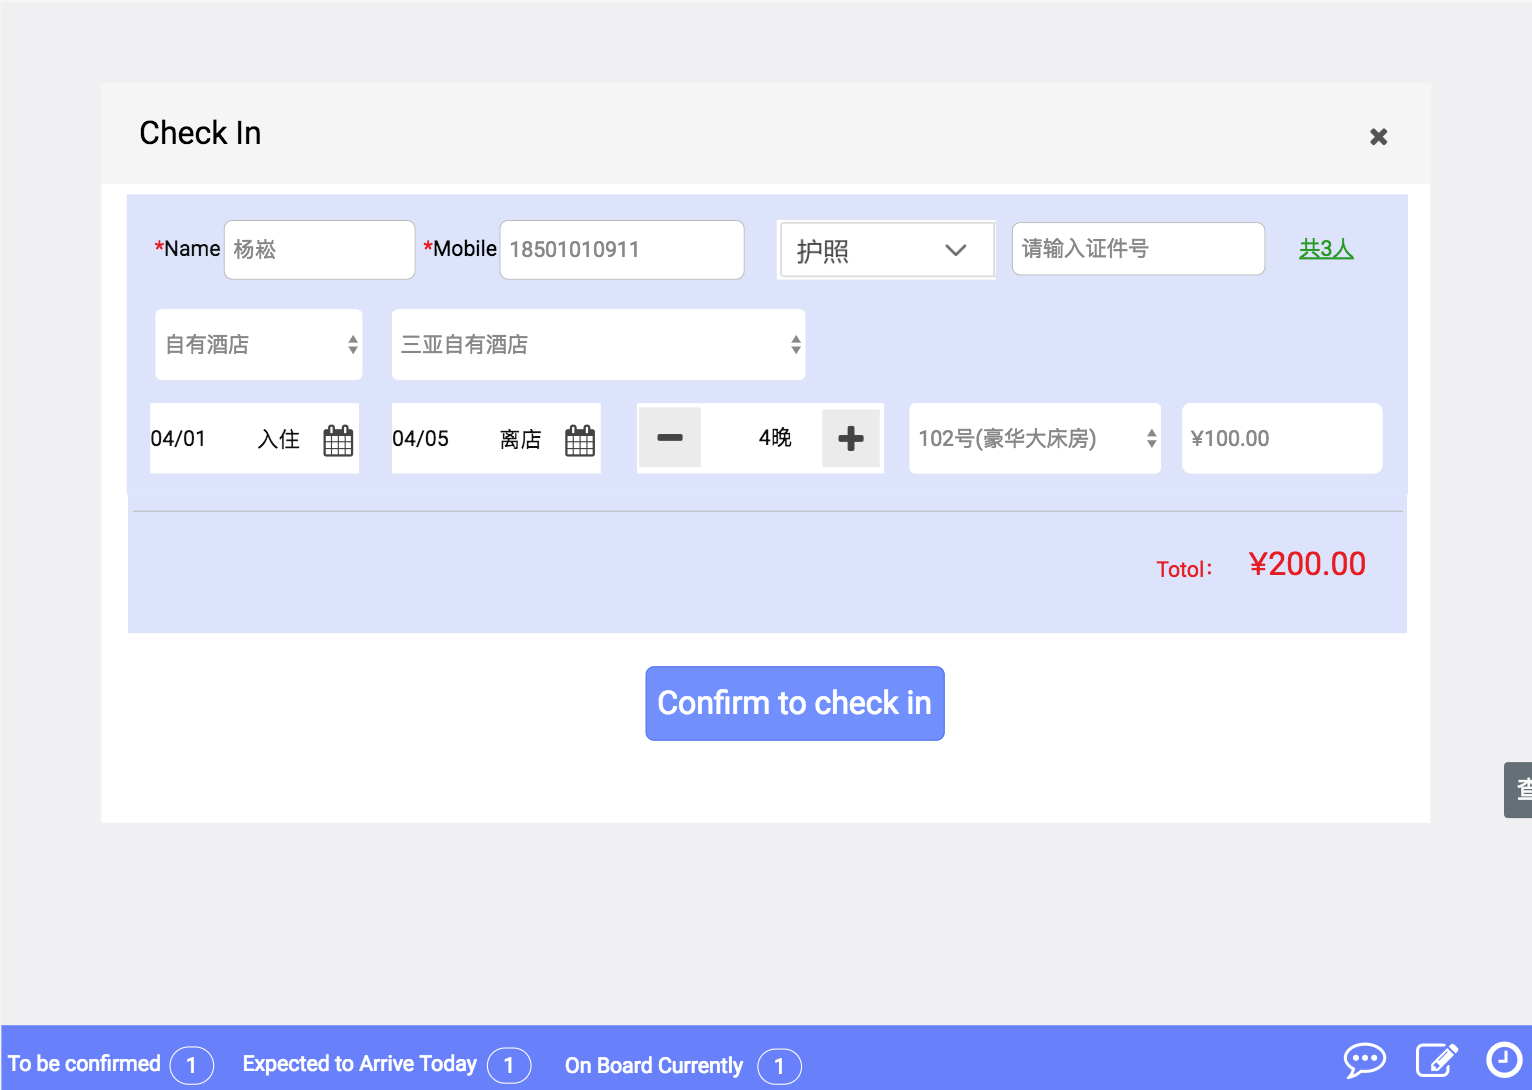 Check In
*Name 杨崧 *Mobile 18501010911 护照 请输入证件号 共3人
自有酒店 三亚自有酒店
04/01 入住 04/05 离店 4晚 102号(豪华大床房) ¥100.00
Totol: ¥200.00
Confirm to check in
查
To be confirmed 1 Expected to Arrive Today 1 On Board Currently 1